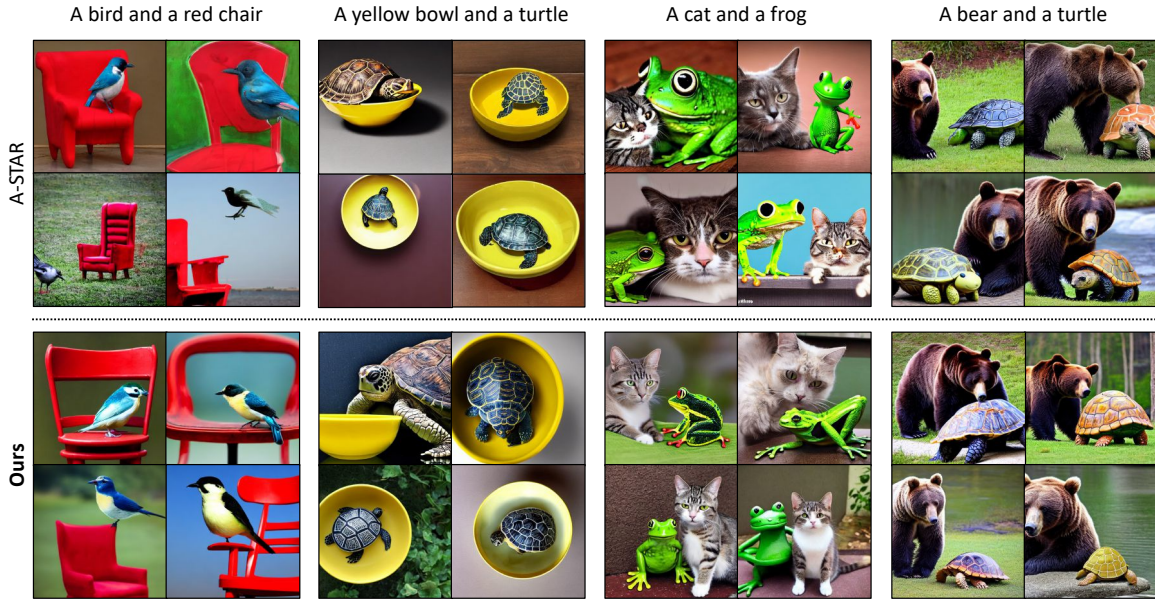 A bird and a red chair
A yellow bowl and a turtle
A cat and a frog
A bear and a turtle
A-STAR
Ours